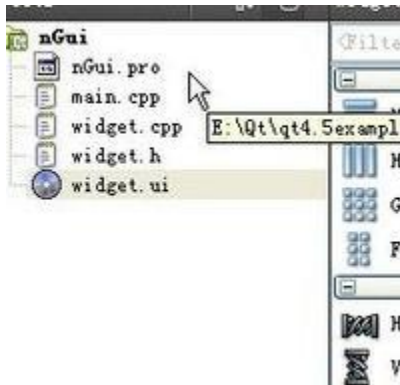 nGui
nGui.pro
main.cpp
widget.cpp
E:\Qt\qt4.5exampl
widget.h
widget.ui
Filte
H
G
F
H
V